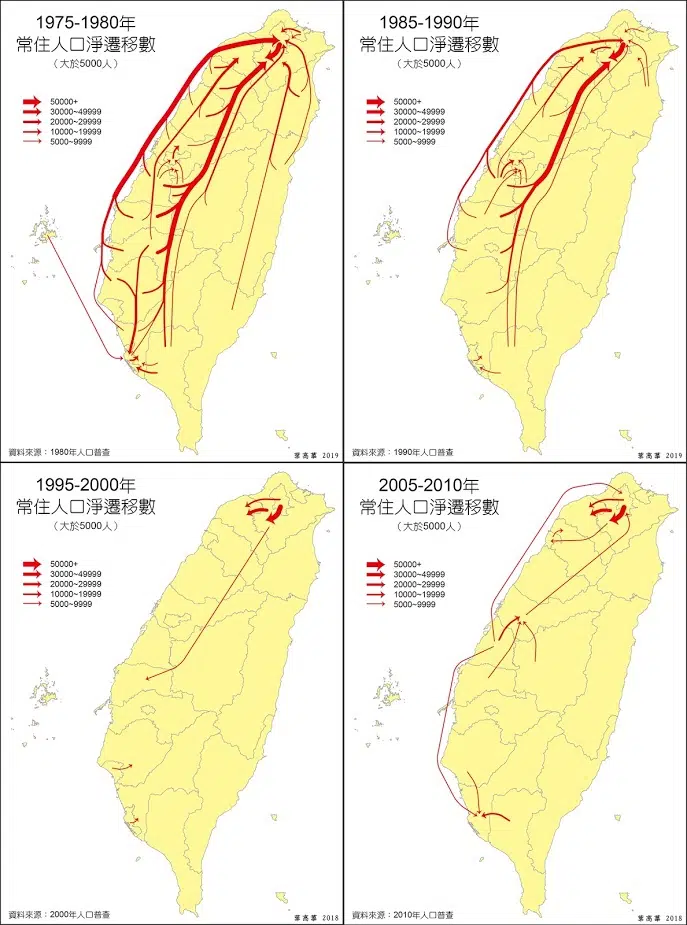 1975-1980年
常住人口淨遷移數
（大於5000人）
50000+
30000~49999
20000~29999
10000~19999
5000~9999
資料來源：1980年人口普查
葉高華 2019
1985-1990年
常住人口淨遷移數
（大於5000人）
50000+
30000~49999
20000~29999
10000~19999
5000~9999
資料來源：1990年人口普查
葉高華 2019
1995-2000年
常住人口淨遷移數
（大於5000人）
50000+
30000~49999
20000~29999
10000~19999
5000~9999
資料來源：2000年人口普查
葉高華 2018
2005-2010年
常住人口淨遷移數
（大於5000人）
50000+
30000~49999
20000~29999
10000~19999
5000~9999
資料來源：2010年人口普查
葉高華 2018